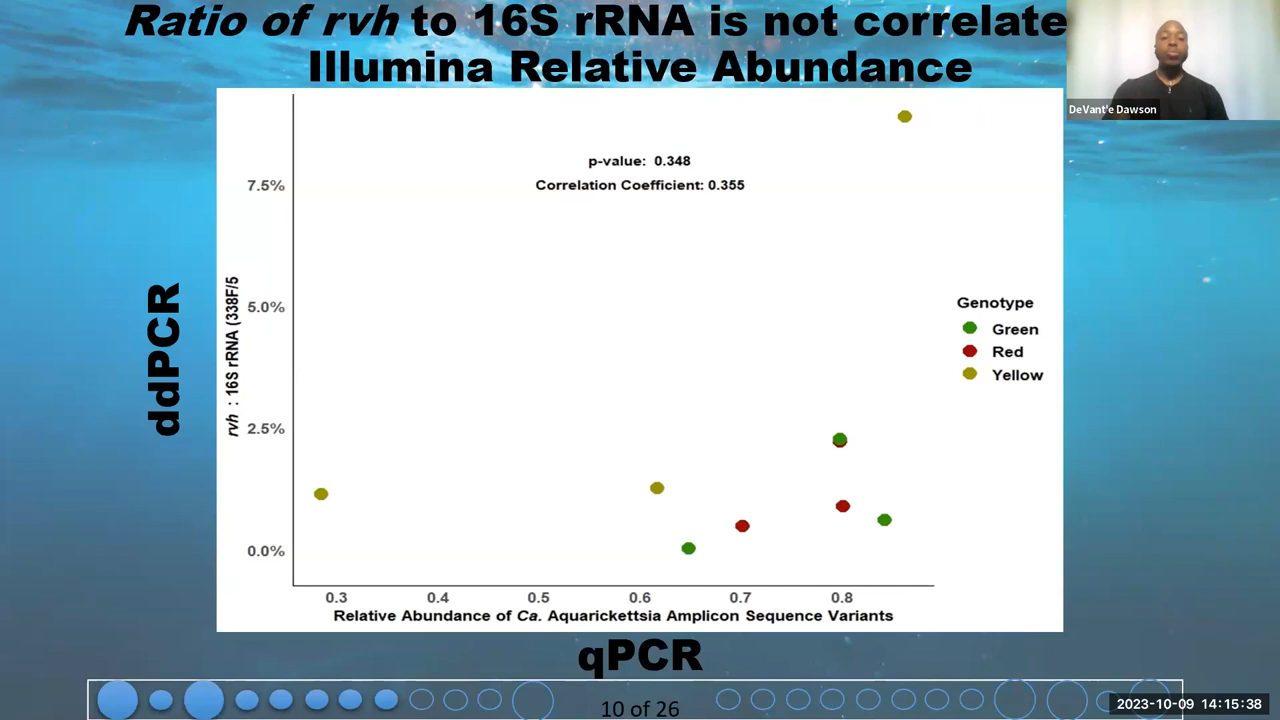 Ratio of rvh to 16S rRNA is not correlate
Illumina Relative Abundance
DeVant'e Dawson
p-value: 0.348
Correlation Coefficient: 0.355
7.5%
5.0%
2.5%
0.0%
ddPCR
rvh : 16S rRNA (338F/5
Genotype
Green
Red
Yellow
0.3 0.4 0.5 0.6 0.7 0.8
Relative Abundance of Ca. Aquarickettsia Amplicon Sequence Variants
qPCR
10 of 26
2023-10-09 14:15:38